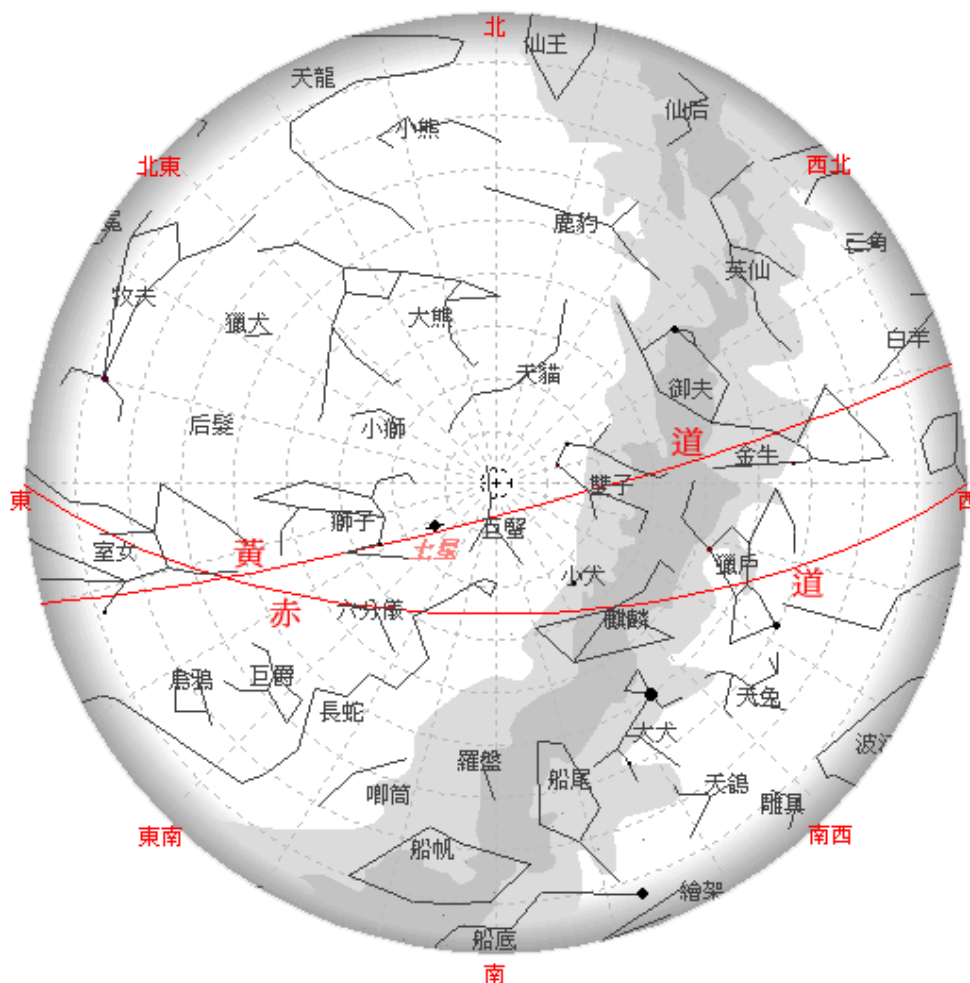 北
仙王
天龍
仙后
小熊
北東
西北
鹿豹
三角
英仙
牧夫
大熊
獵犬
白羊
天貓
御夫
后髮
小獅
道
金牛
雙子
東
西
獅子
巨蟹
室女
黃
獵戶
小犬
道
赤
六分儀
麒麟
烏鴉
巨爵
天兔
長蛇
大犬
羅盤
船尾
天鴿
唧筒
雕具
東南
南西
船帆
繪架
船底
南